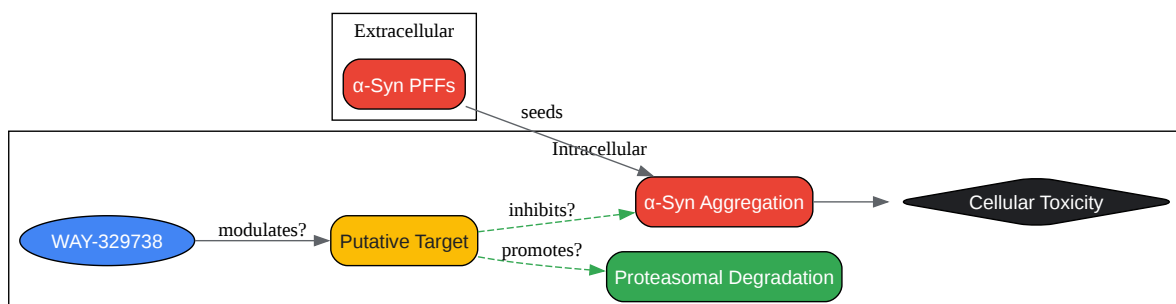 Extracellular
α-Syn PFFs
seeds
Intracellular
WAY-329738
modulates?
Putative Target
inhibits?
promotes?
α-Syn Aggregation
Proteasomal Degradation
Cellular Toxicity